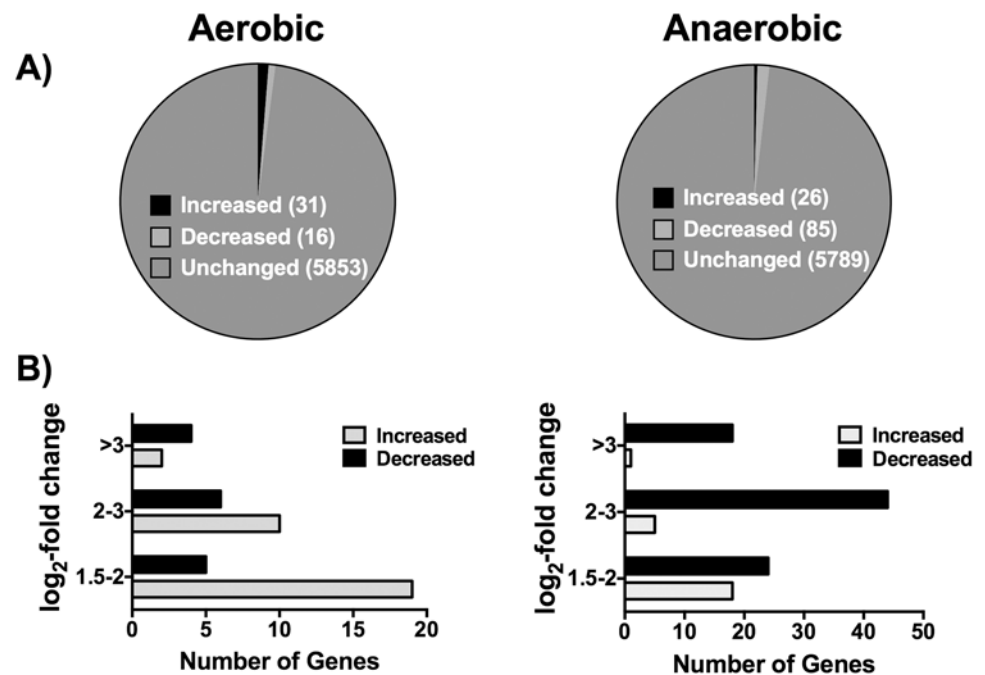 Aerobic
Anaerobic
A)
Increased (31)
Decreased (16)
Unchanged (5853)
Increased (26)
Decreased (85)
Unchanged (5789)
B)
log2-fold change
>3
2-3
1.5-2
Increased
Decreased
0 5 10 15 20
Number of Genes
log2-fold change
>3
2-3
1.5-2
Increased
Decreased
0 10 20 30 40 50
Number of Genes